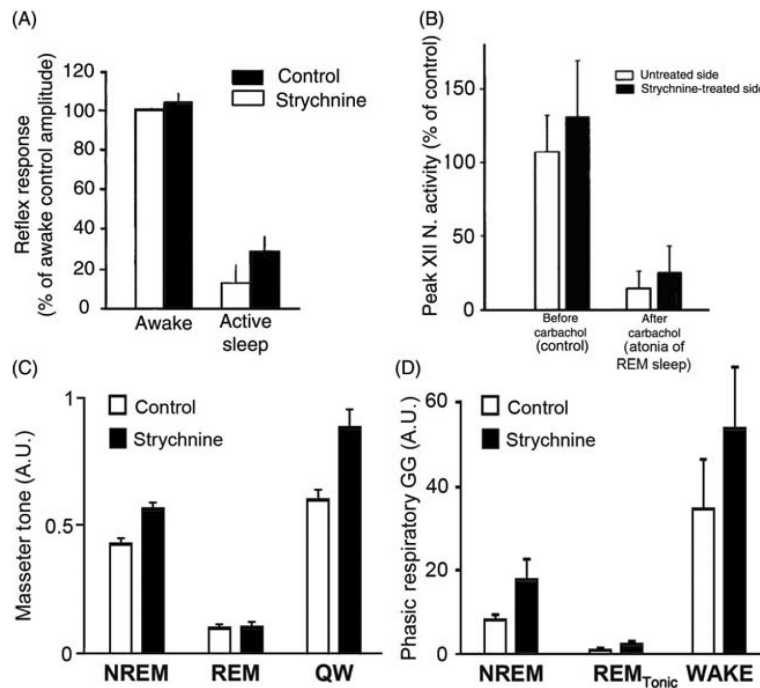 (A)
Reflex response
(% of awake control amplitude)
120
100
80
60
40
20
0
Control
Strychnine
Awake
Active
sleep
(B)
Peak XII N. activity (% of control)
150
100
50
0
Untreated side
Strychnine-treated side
Before
carbachol
(control)
After
carbachol
(atonia of
REM sleep)
(C)
Masseter tone (A.U.)
1
0.5
0
Control
Strychnine
NREM
REM
QW
(D)
Phasic respiratory GG (A.U.)
60
40
20
0
Control
Strychnine
NREM
REMTonic
WAKE